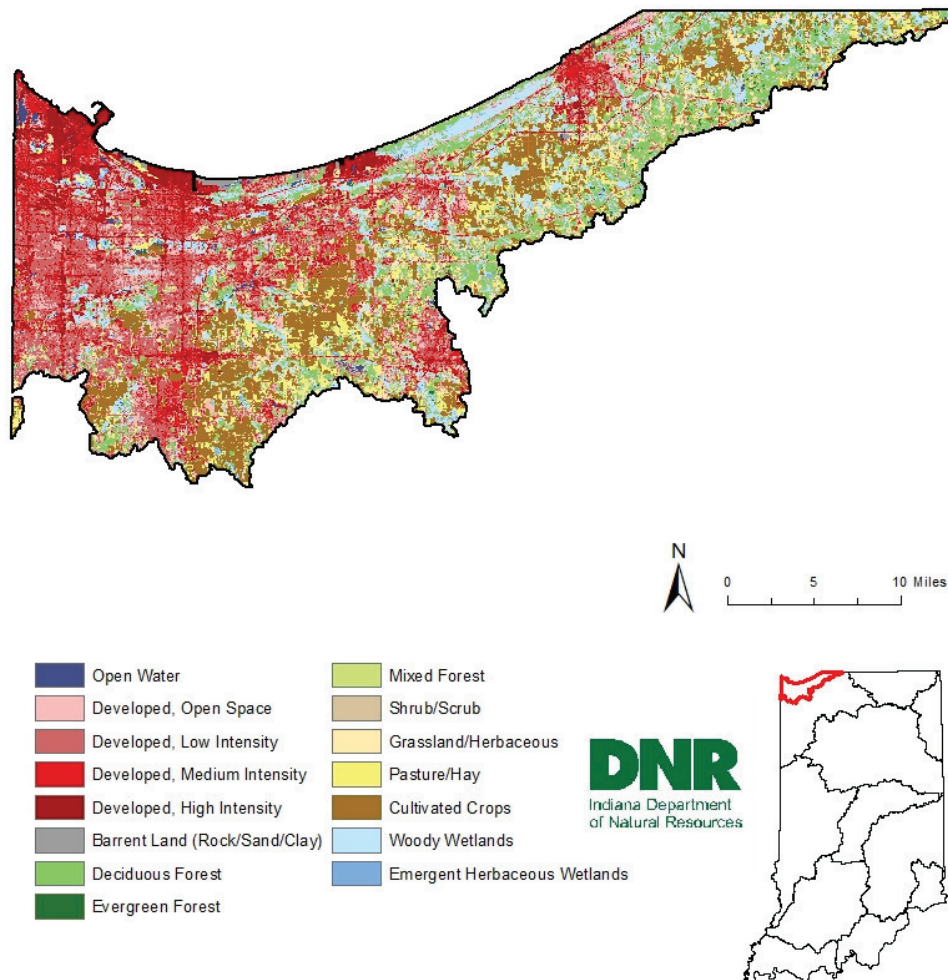 N
0 5 10 Miles
Open Water
Developed, Open Space
Developed, Low Intensity
Developed, Medium Intensity
Developed, High Intensity
Barrent Land (Rock/Sand/Clay)
Deciduous Forest
Evergreen Forest
Mixed Forest
Shrub/Scrub
Grassland/Herbaceous
Pasture/Hay
Cultivated Crops
Woody Wetlands
Emergent Herbaceous Wetlands
DNR
Indiana Department
of Natural Resources